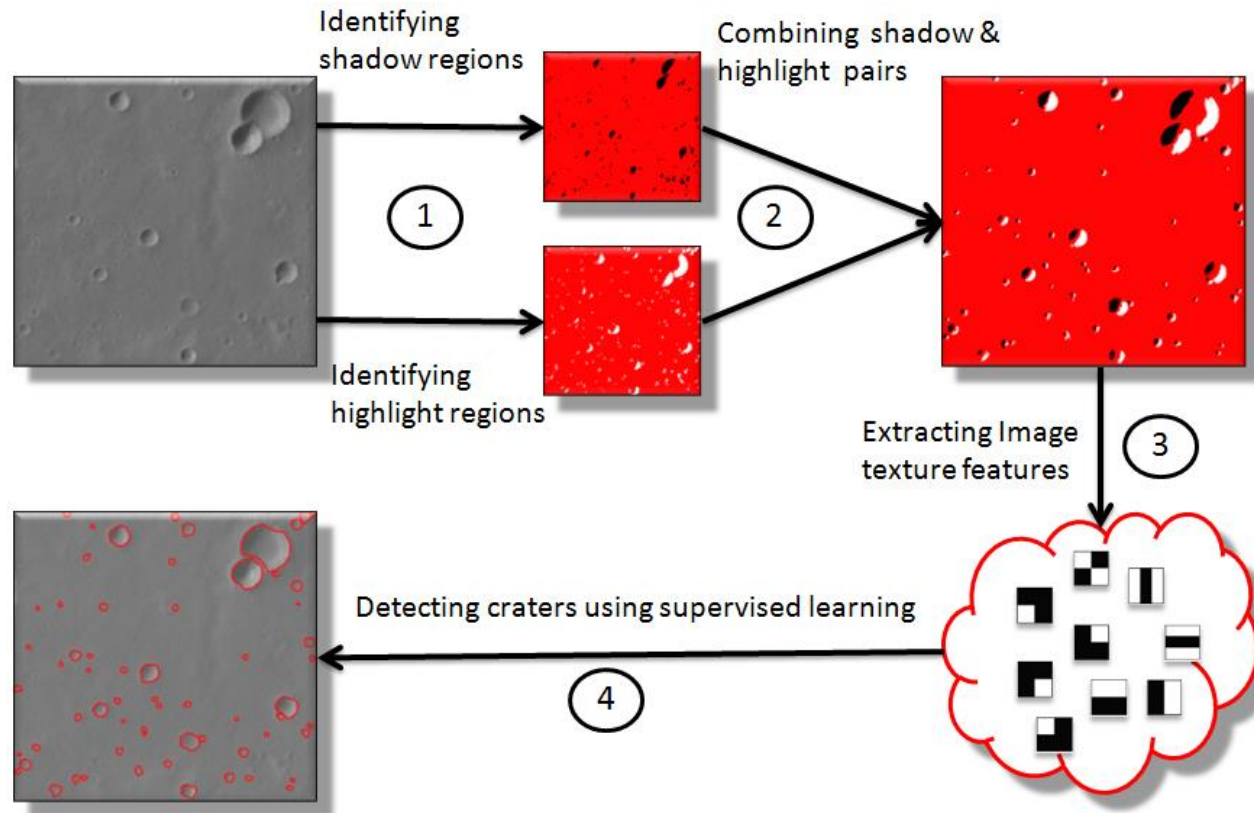 Identifying
shadow regions
Combining shadow &
highlight pairs
1
2
Identifying
highlight regions
Extracting Image
texture features
3
Detecting craters using supervised learning
4